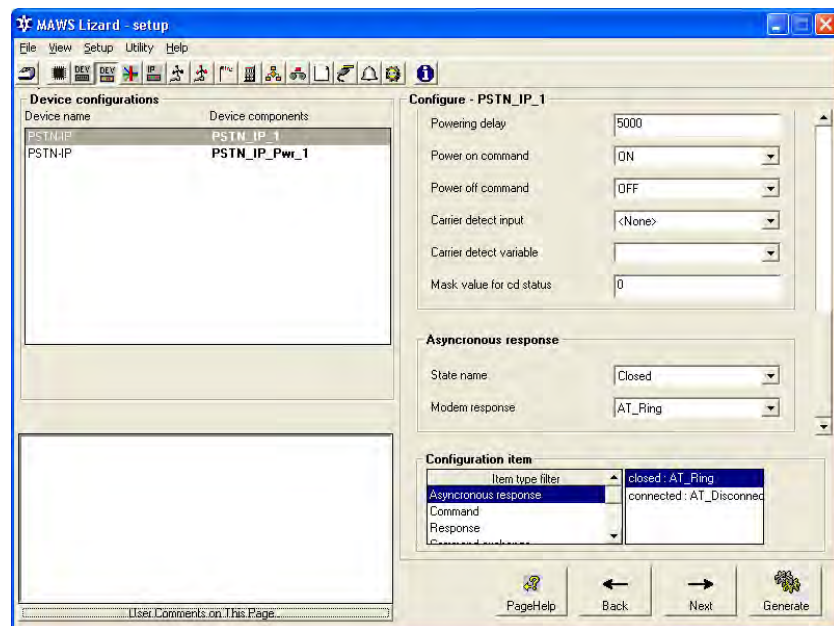 MAWS Lizard - setup
File View Setup Utility Help
DEV DEV IP
Device configurations
Device name Device components
PSTN-IP PSTN_IP_1
PSTN-IP PSTN_IP_Pwr_1
User Comments on This Page...
Configure - PSTN_IP_1
Powering delay 5000
Power on command ON
Power off command OFF
Carrier detect input <None>
Carrier detect variable
Mask value for cd status 0
Asyncronous response
State name Closed
Modem response AT_Ring
Configuration item
Item type filter
Asyncronous response
Command
Response
closed : AT_Ring
connected : AT_Disconnec
PageHelp Back Next Generate